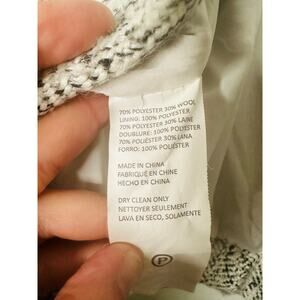 70% POLYESTER 30% WOOL
LINING: 100% POLYESTER
70% POLYESTER 30% LAINE
DOUBLURE: 100% POLYESTER
70% POLIÉSTER 30% LANA
FORRO: 100% POLIÉSTER
MADE IN CHINA
FABRIQUÉ EN CHINE
HECHO EN CHINA
DRY CLEAN ONLY
NETTOYER SEULEMENT
LAVA EN SECO, SOLAMENTE
P